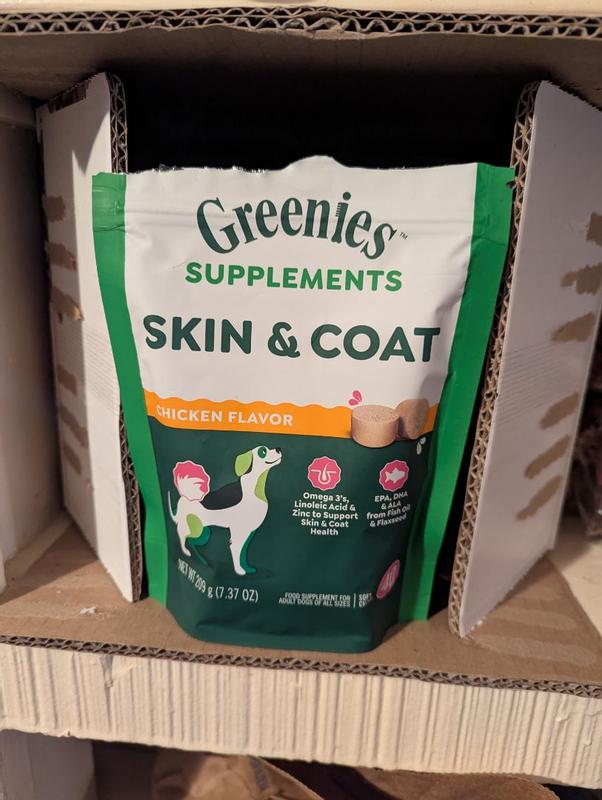 Greenies™
SUPPLEMENTS
SKIN & COAT
CHICKEN FLAVOR
Omega 3's,
Linoleic Acid &
Zinc to Support
Skin & Coat
Health
EPA, DHA
& ALA
from Fish Oil
& Flaxseed
NET WT 209 g (7.37 OZ)
FOOD SUPPLEMENT FOR
ADULT DOGS OF ALL SIZES